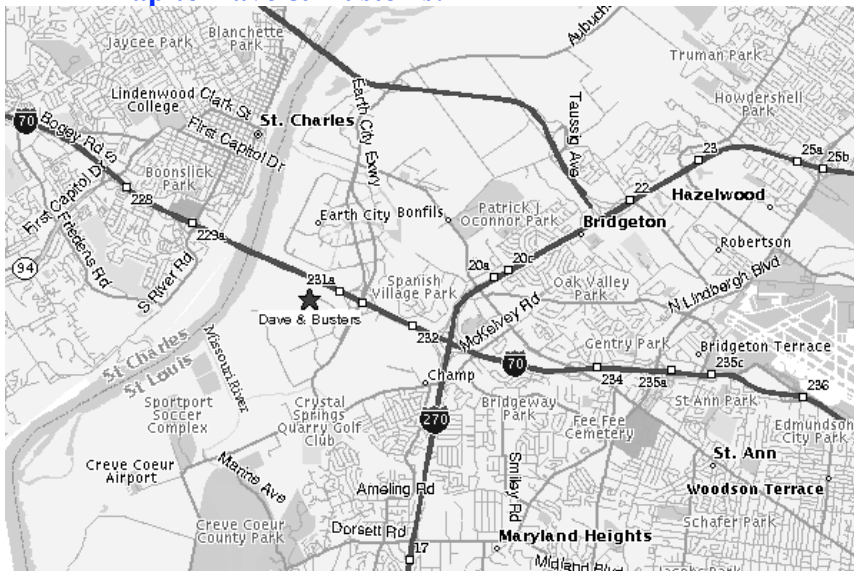 Jaycee Park
Blanchette
Park
Aubuch
Truman Park
Lindenwood
College
Clark St
St. Charles
Earth City Expwy
Taussig Ave
Howdershell
Park
70
Bogey Rd S
First Capitol Dr
Boonslick
Park
228
First Capitol Dr
Friedens Rd
229a
S River Rd
94
Earth City
Bonfils
Patrick J
Oconnor Park
22
23
25a
25b
Hazelwood
Bridgeton
Robertson
231a
Dave & Busters
Spanish
Village Park
20a
20c
Oak Valley
Park
N Lindbergh Blvd
232
McKelvey Rd
70
Gentry Park
Bridgeton Terrace
St Charles
St Louis
Missouri River
Champ
234
235a
235c
236
Sportport
Soccer
Complex
Crystal
Springs
Quarry Golf
Club
270
Bridgeway
Park
Fee Fee
Cemetery
St Ann Park
Edmundson
City Park
Creve Coeur
Airport
Marine Ave
Ameling Rd
Smiley Rd
St. Ann
Woodson Terrace
Creve Coeur
County Park
Dorsett Rd
17
Maryland Heights
Schafer Park
Midland Blvd
Jacobs Park